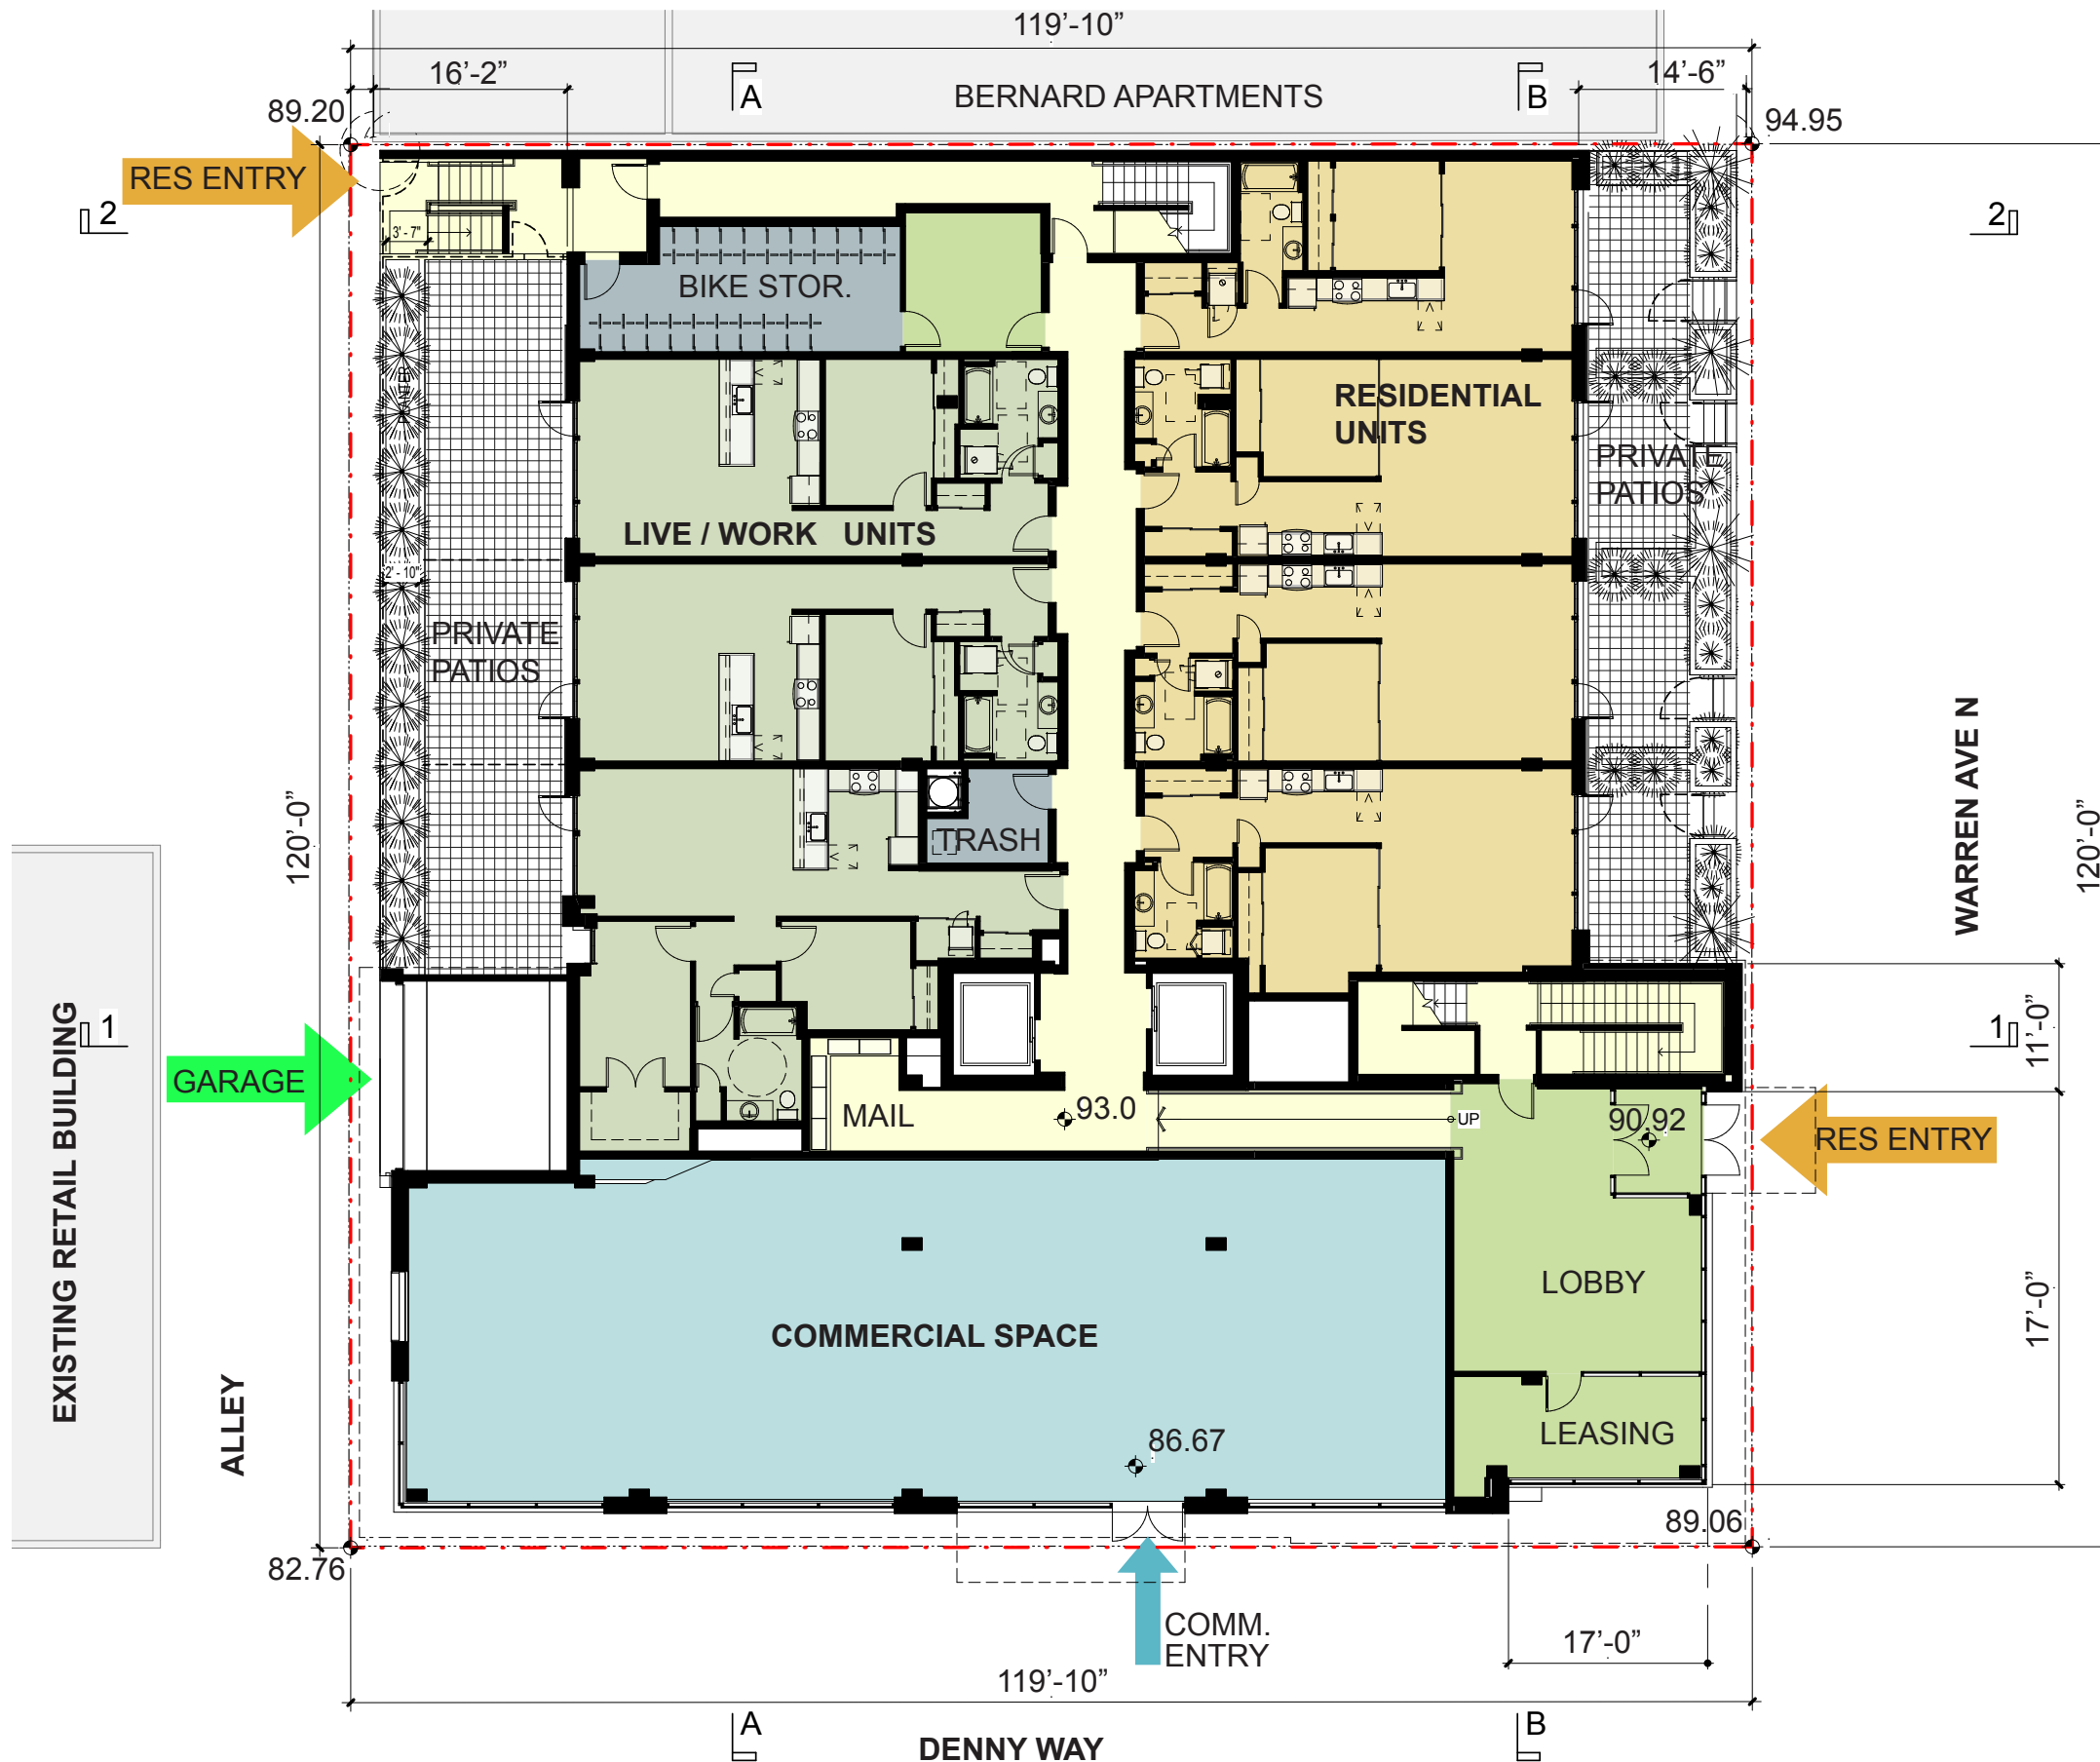 119'-10”
16'-2”
14'-6”
A
BERNARD APARTMENTS
B
89.20
94.95
RES ENTRY
2
2
3' - 7"
BIKE STOR.
PLANTER
RESIDENTIAL
UNITS
PRIVATE
PATIOS
LIVE / WORK UNITS
2' - 10"
PRIVATE
PATIOS
WARREN AVE N
120'-0”
120'-0”
TRASH
EXISTING RETAIL BUILDING
1
1
11'-0”
GARAGE
MAIL
93.0
UP
90.92
RES ENTRY
LOBBY
17'-0”
COMMERCIAL SPACE
ALLEY
LEASING
86.67
89.06
82.76
COMM.
ENTRY
17'-0”
119'-10”
A
B
DENNY WAY